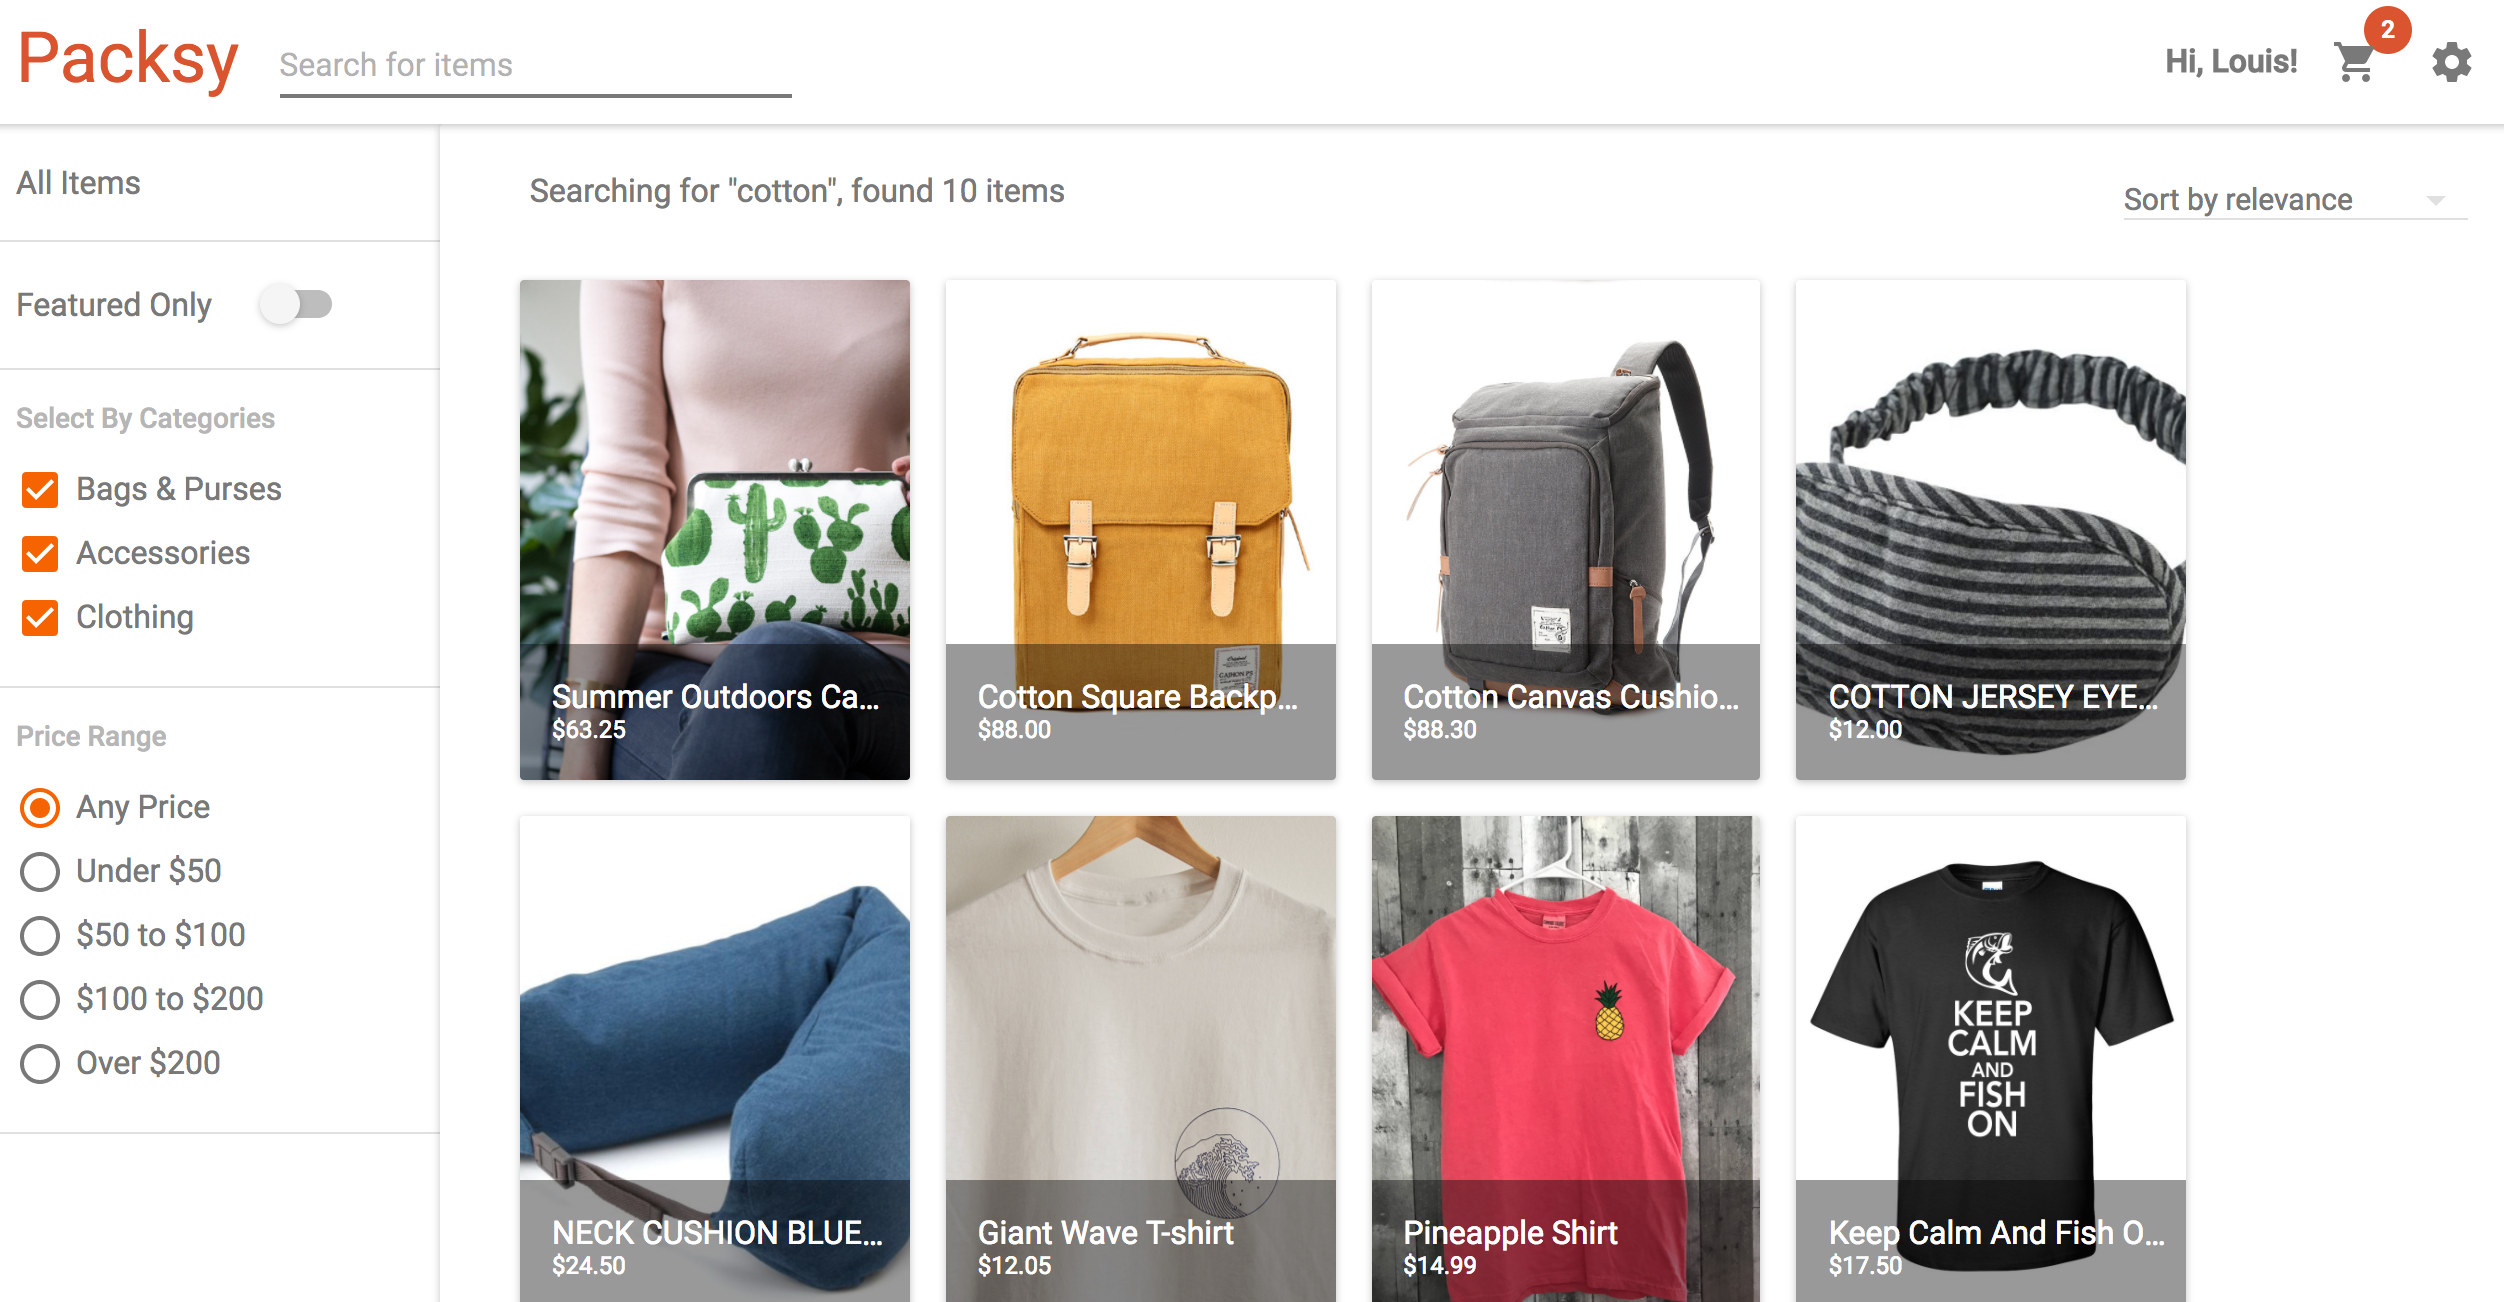 Packsy
Search for items
Hi, Louis!
2
All Items
Featured Only
Select By Categories
Bags & Purses
Accessories
Clothing
Price Range
Any Price
Under $50
$50 to $100
$100 to $200
Over $200
Searching for "cotton", found 10 items
Sort by relevance
Summer Outdoors Ca...
$63.25
Cotton Square Backp...
$88.00
Cotton Canvas Cushio...
$88.30
COTTON JERSEY EYE...
$12.00
NECK CUSHION BLUE...
$24.50
Giant Wave T-shirt
$12.05
Pineapple Shirt
$14.99
KEEP
CALM
AND
FISH
ON
Keep Calm And Fish O...
$17.50